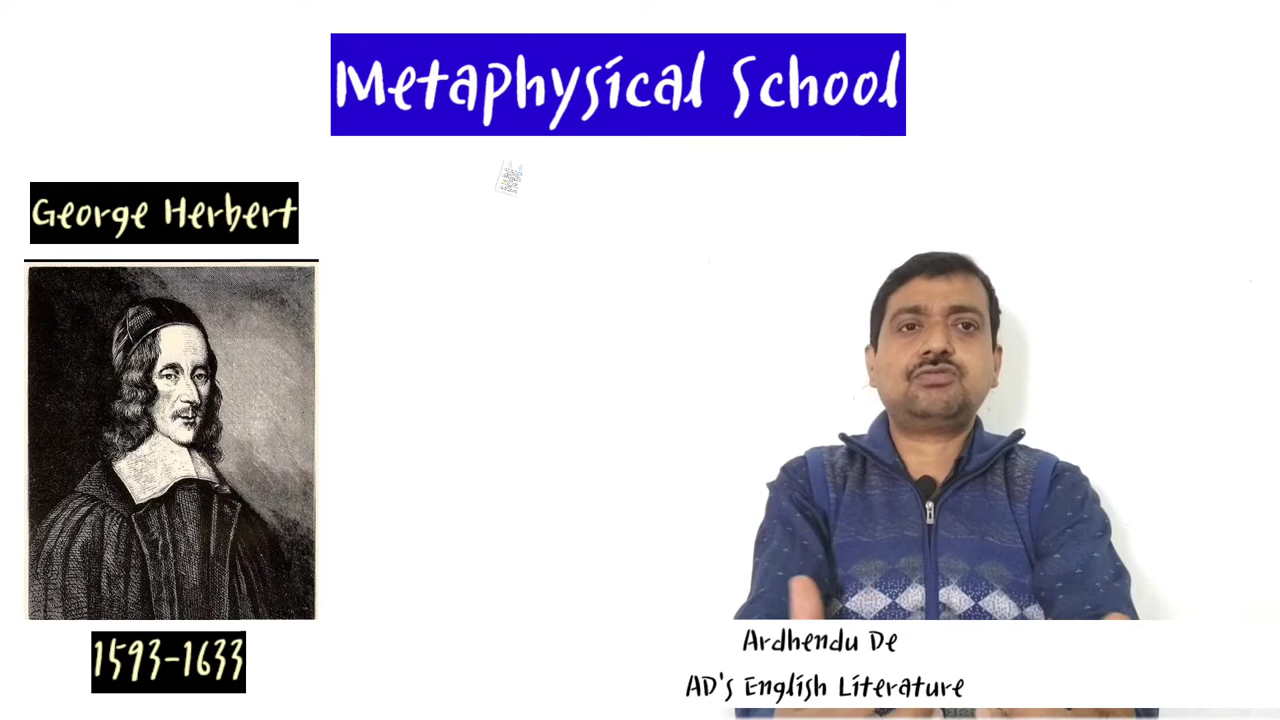 Metaphysical School
George Herbert
1593-1633
Ardhendu De
AD's English Literature